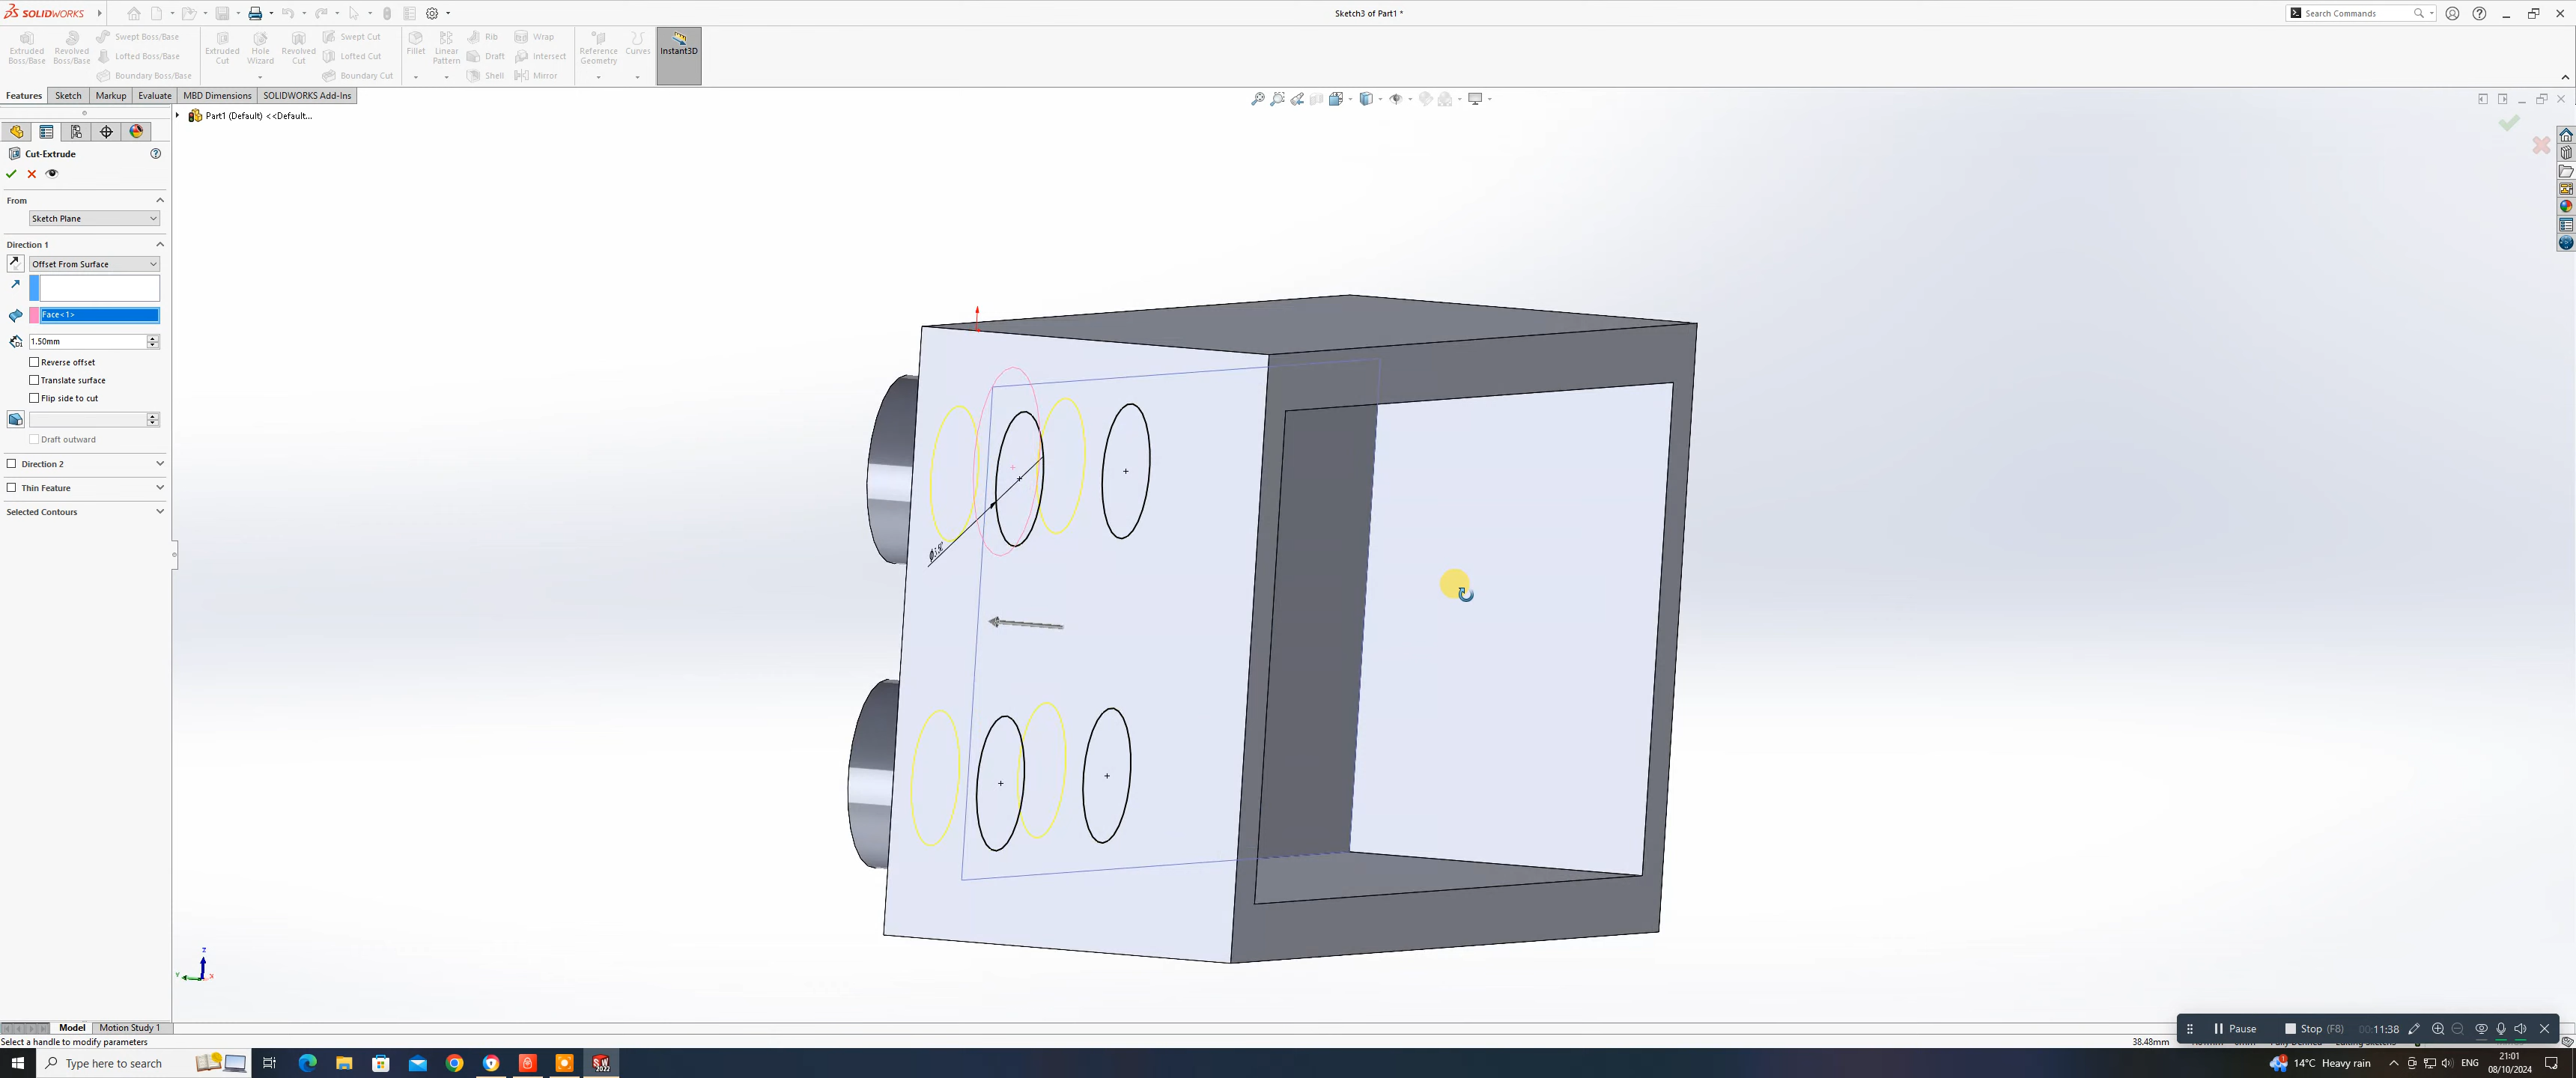 SOLIDWORKS
Sketch3 of Part1 *
Search Commands
Extruded Boss/Base
Revolved Boss/Base
Swept Boss/Base
Lofted Boss/Base
Boundary Boss/Base
Extruded Cut
Hole Wizard
Revolved Cut
Swept Cut
Lofted Cut
Boundary Cut
Fillet
Linear Pattern
Rib
Draft
Shell
Wrap
Intersect
Mirror
Reference Geometry
Curves
Instant3D
Features
Sketch
Markup
Evaluate
MBD Dimensions
SOLIDWORKS Add-Ins
Part1 (Default) <<Default...
Cut-Extrude
From
Sketch Plane
Direction 1
Offset From Surface
Face<1>
D1
1.50mm
Reverse offset
Translate surface
Flip side to cut
Draft outward
Direction 2
Thin Feature
Selected Contours
Z
Y
X
Model
Motion Study 1
Select a handle to modify parameters
Pause
Stop (F8)
00:11:38
38.48mm
Type here to search
SW
2022
14°C Heavy rain
ENG
21:01
08/10/2024